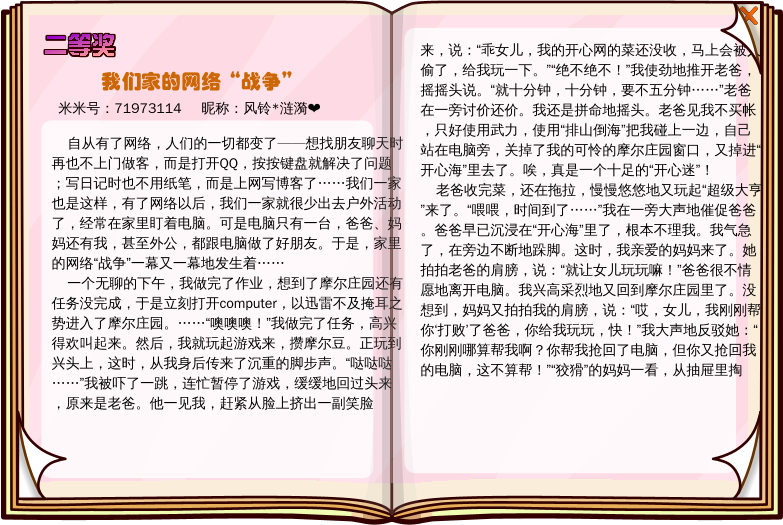 二等奖
我们家的网络“战争”
米米号：71973114 昵称：风铃*涟漪❤
自从有了网络，人们的一切都变了——想找朋友聊天时
再也不上门做客，而是打开QQ，按按键盘就解决了问题
；写日记时也不用纸笔，而是上网写博客了……我们一家
也是这样，有了网络以后，我们一家就很少出去户外活动
了，经常在家里盯着电脑。可是电脑只有一台，爸爸、妈
妈还有我，甚至外公，都跟电脑做了好朋友。于是，家里
的网络“战争”一幕又一幕地发生着……
一个无聊的下午，我做完了作业，想到了摩尔庄园还有
任务没完成，于是立刻打开computer，以迅雷不及掩耳之
势进入了摩尔庄园。……“噢噢噢！”我做完了任务，高兴
得欢叫起来。然后，我就玩起游戏来，攒摩尔豆。正玩到
兴头上，这时，从我身后传来了沉重的脚步声。“哒哒哒
……”我被吓了一跳，连忙暂停了游戏，缓缓地回过头来
，原来是老爸。他一见我，赶紧从脸上挤出一副笑脸
来，说：“乖女儿，我的开心网的菜还没收，马上会被人
偷了，给我玩一下。”“绝不绝不！”我使劲地推开老爸，
摇摇头说。“就十分钟，十分钟，要不五分钟……”老爸
在一旁讨价还价。我还是拼命地摇头。老爸见我不买帐
，只好使用武力，使用“排山倒海”把我碰上一边，自己
站在电脑旁，关掉了我的可怜的摩尔庄园窗口，又掉进“
开心海”里去了。唉，真是一个十足的“开心迷”！
老爸收完菜，还在拖拉，慢慢悠悠地又玩起“超级大亨
”来了。“喂喂，时间到了……”我在一旁大声地催促爸爸
。爸爸早已沉浸在“开心海”里了，根本不理我。我气急
了，在旁边不断地跺脚。这时，我亲爱的妈妈来了。她
拍拍老爸的肩膀，说：“就让女儿玩玩嘛！”爸爸很不情
愿地离开电脑。我兴高采烈地又回到摩尔庄园里了。没
想到，妈妈又拍拍我的肩膀，说：“哎，女儿，我刚刚帮
你‘打败’了爸爸，你给我玩玩，快！”我大声地反驳她：“
你刚刚哪算帮我啊？你帮我抢回了电脑，但你又抢回我
的电脑，这不算帮！”“狡猾”的妈妈一看，从抽屉里掏